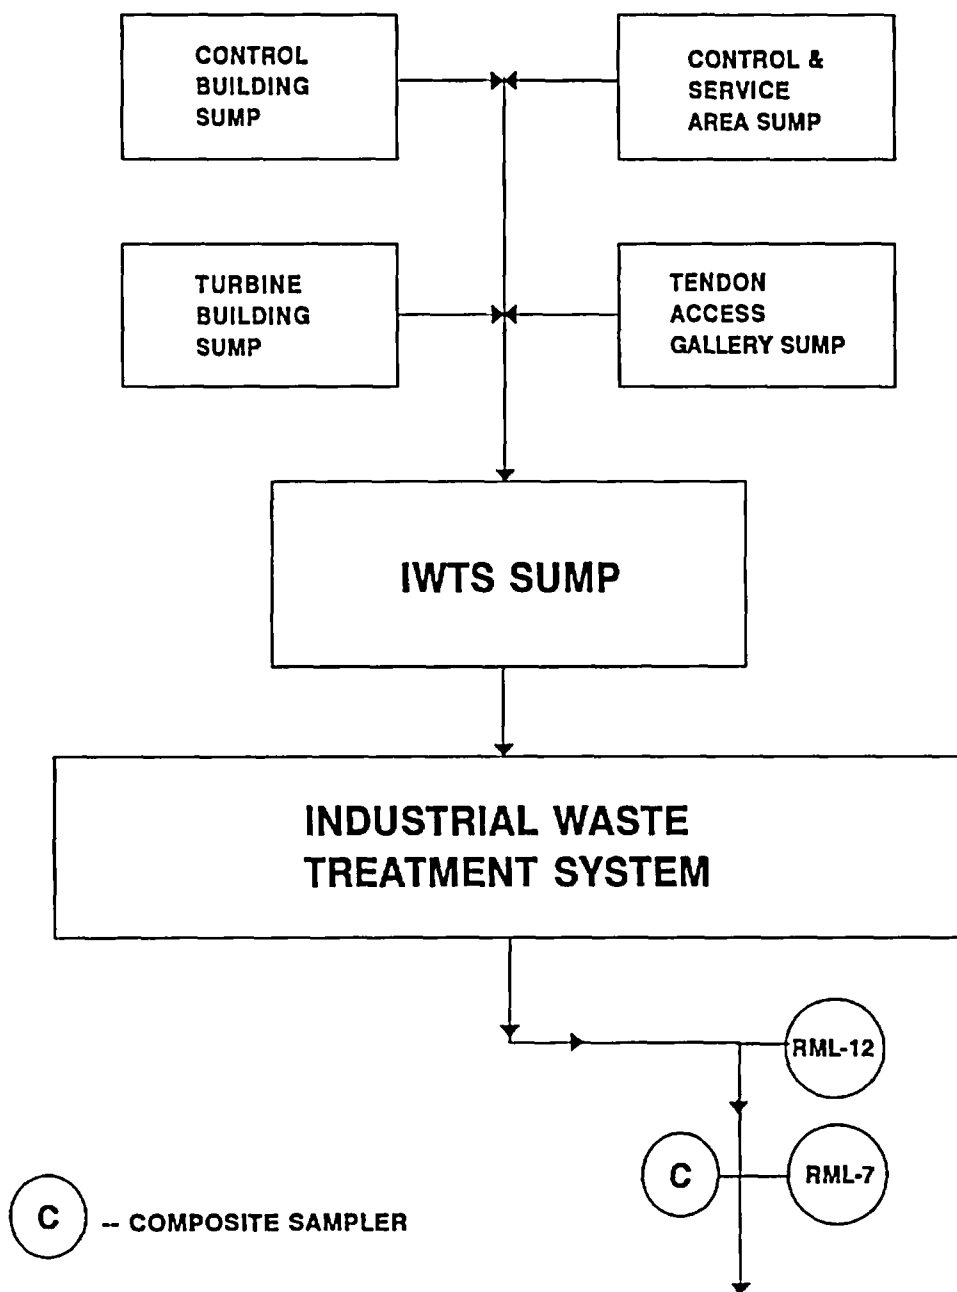 CONTROL
BUILDING
SUMP
CONTROL &
SERVICE
AREA SUMP
TURBINE
BUILDING
SUMP
TENDON
ACCESS
GALLERY SUMP
IWTS SUMP
INDUSTRIAL WASTE
TREATMENT SYSTEM
RML-12
C
RML-7
C -- COMPOSITE SAMPLER